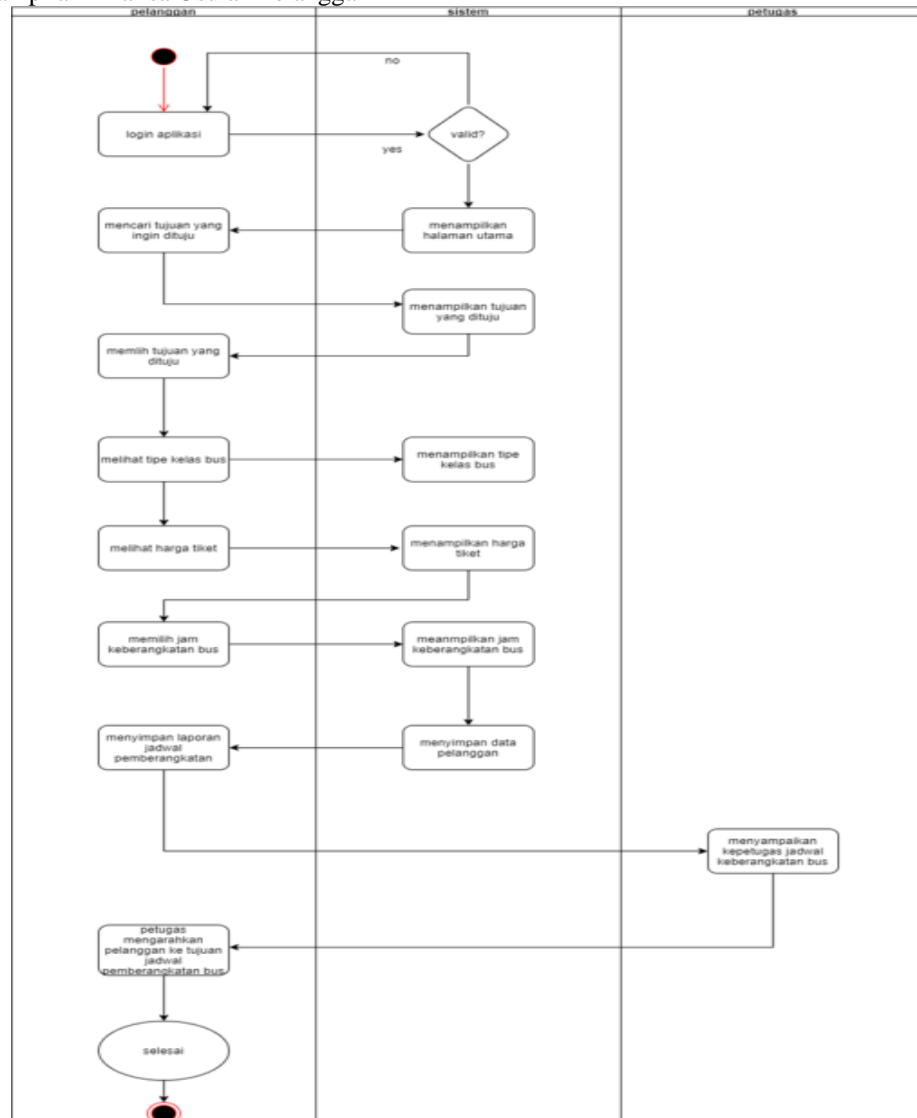 pelanggan
sistem
petugas
no
login aplikasi
valid?
yes
mencari tujuan yang
ingin dituju
menampilkan
halaman utama
menampilkan tujuan
yang dituju
memlih tujuan yang
dituju
melihat tipe kelas bus
menampilkan tipe
kelas bus
melihat harga tiket
menampilkan harga
tiket
memilih jam
keberangkatan bus
meanmpilkan jam
keberangkatan bus
menyimpan laporan
jadwal
pemberangkatan
menyimpan data
pelanggan
menyampaikan
kepetugas jadwal
keberangkatan bus
petugas
mengarahkan
pelanggan ke tujuan
jadwal
pemberangkatan bus
selesai